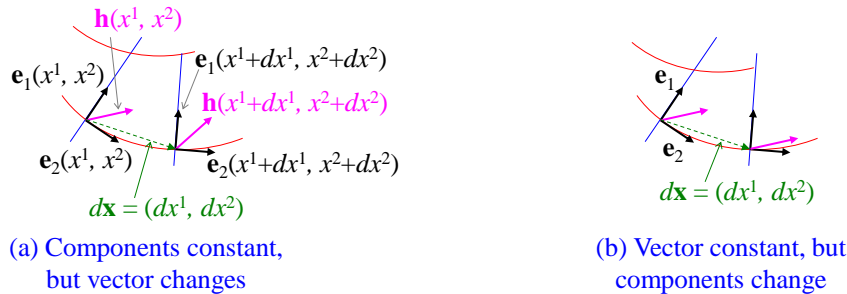 h(x¹, x²)
e₁(x¹+dx¹, x²+dx²)
e₁(x¹, x²)
h(x¹+dx¹, x²+dx²)
e₂(x¹, x²)
e₂(x¹+dx¹, x²+dx²)
dx = (dx¹, dx²)
(a) Components constant,
but vector changes
e₁
e₂
dx = (dx¹, dx²)
(b) Vector constant, but
components change